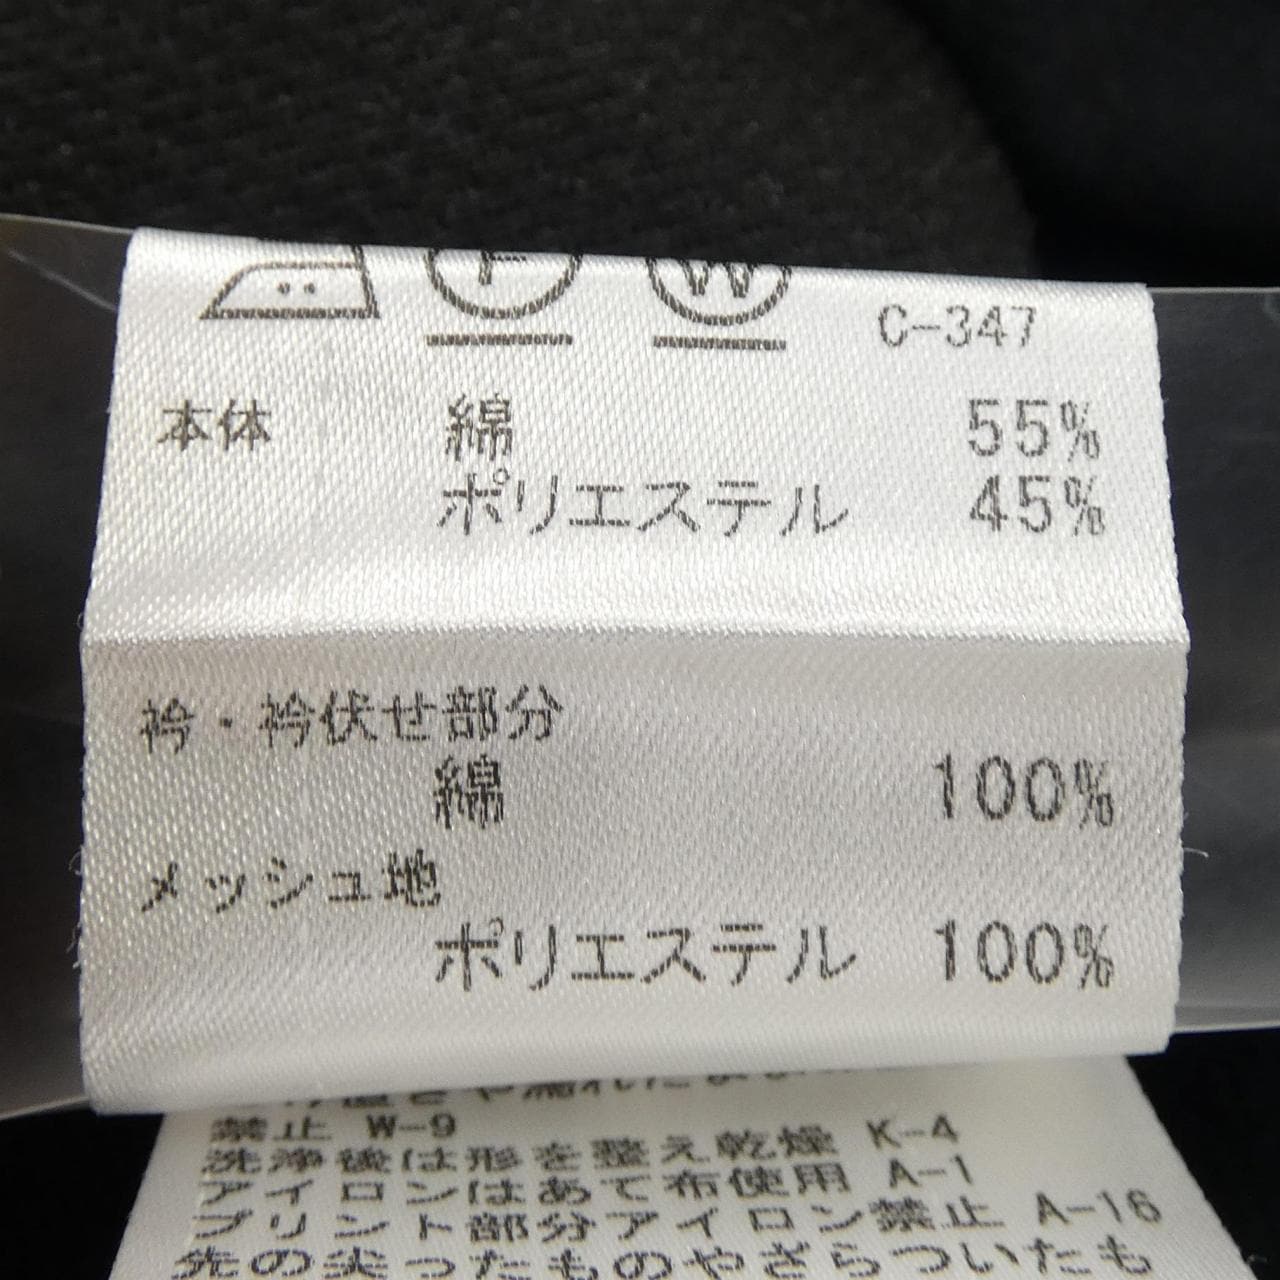 F W C-347
本体 綿 55%
ポリエステル 45%
衿・衿伏せ部分
綿 100%
メッシュ地
ポリエステル 100%
禁止 W-9
洗浄後は形を整え乾燥 K-4
アイロンはあて布使用 A-1
プリント部分アイロン禁止 A-16
先の尖ったものやざらついたも